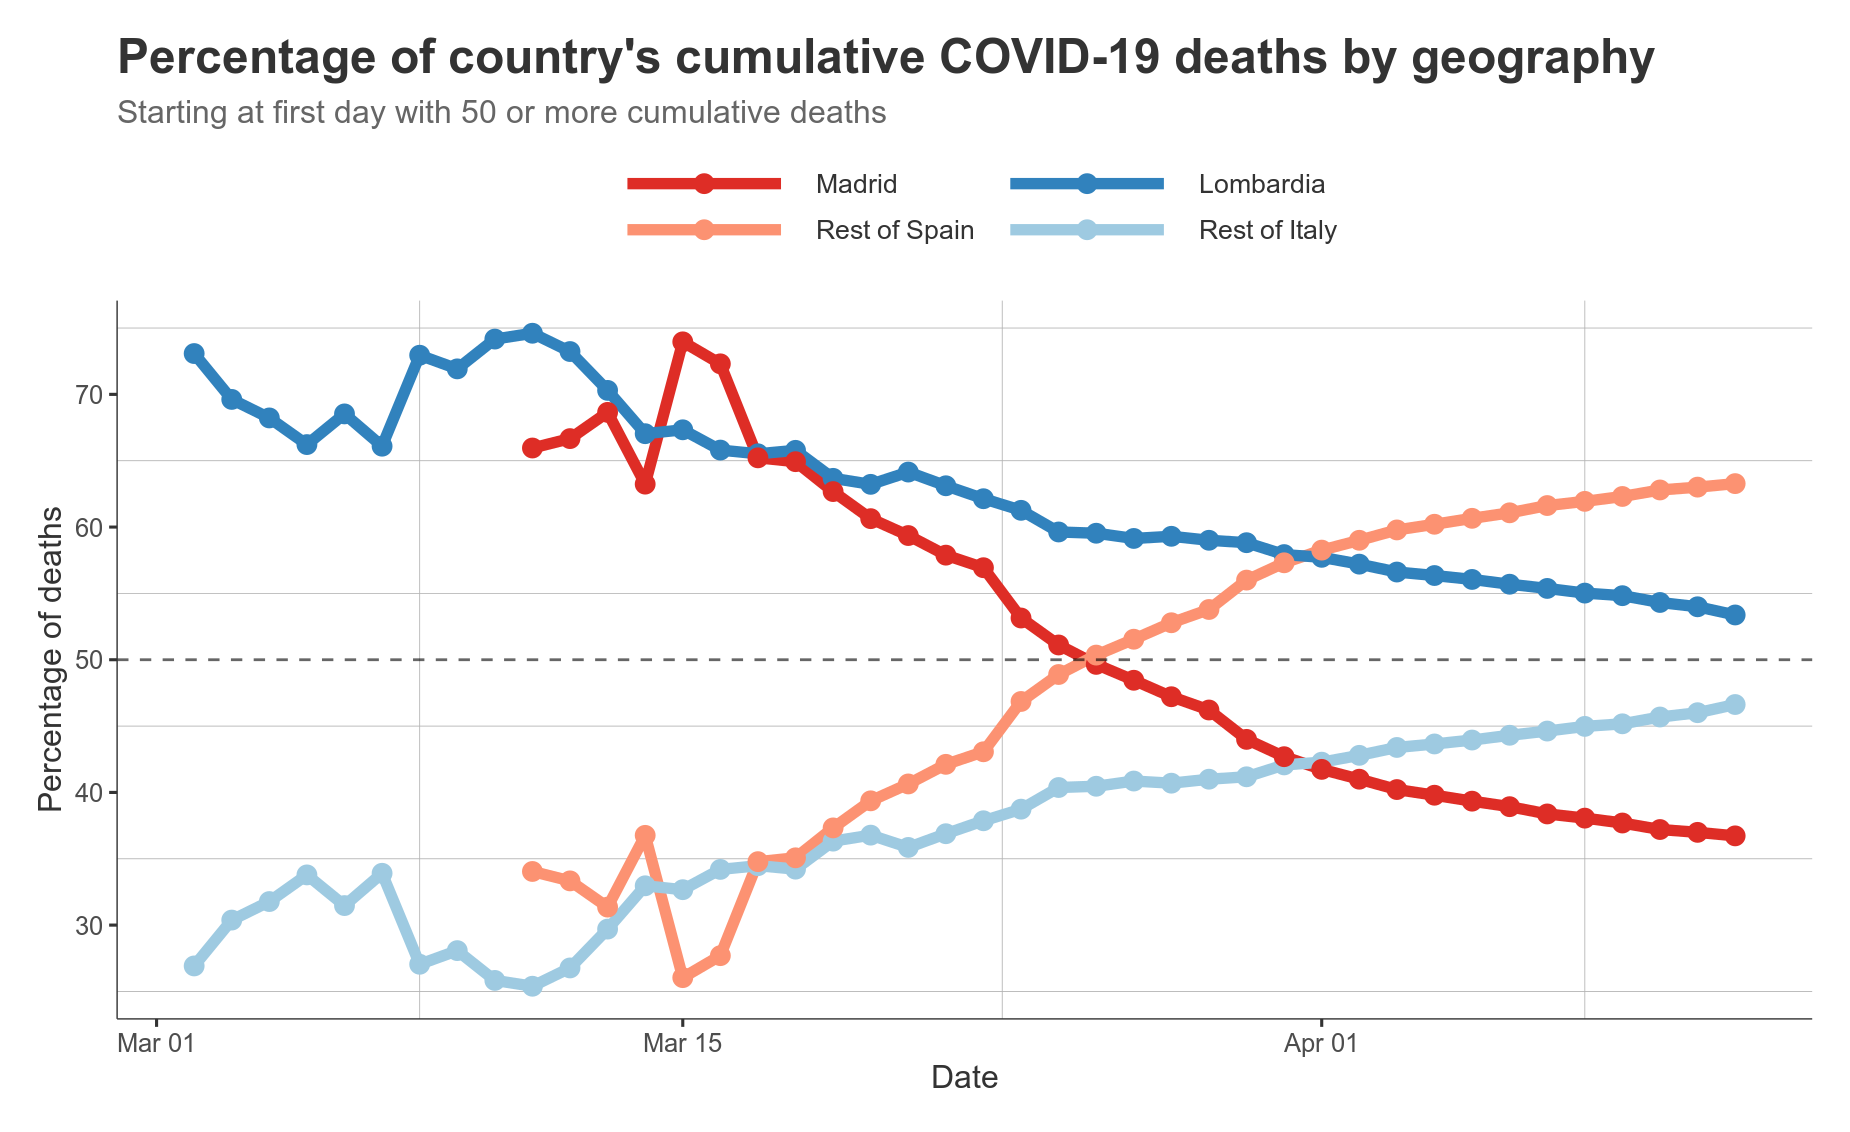 Percentage of country's cumulative COVID-19 deaths by geography
Starting at first day with 50 or more cumulative deaths
Madrid
Lombardia
Rest of Spain
Rest of Italy
Percentage of deaths
70
60
50
40
30
Mar 01
Mar 15
Apr 01
Date